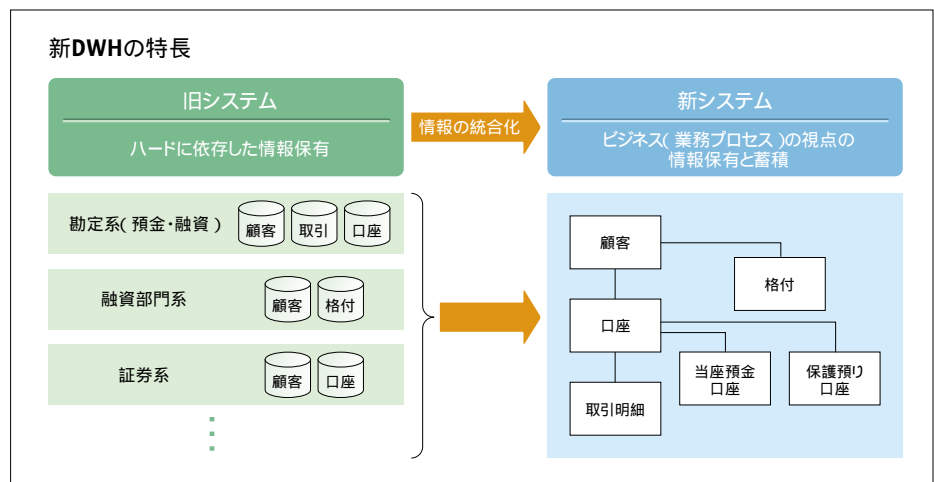 新DWHの特長
旧システム
ハードに依存した情報保有
情報の統合化
新システム
ビジネス(業務プロセス)の視点の
情報保有と蓄積
勘定系(預金・融資)
顧客
取引
口座
融資部門系
顧客
格付
証券系
顧客
口座
顧客
格付
口座
当座預金
口座
保護預り
口座
取引明細